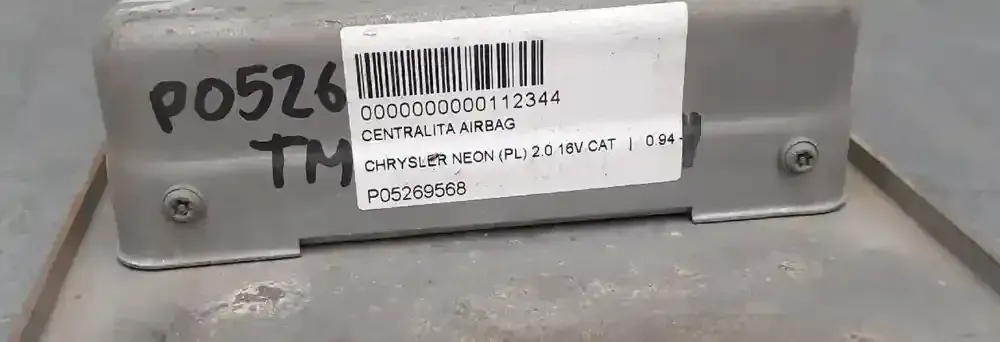 P0526
TM
0000000000112344
CENTRALITA AIRBAG
CHRYSLER NEON (PL) 2.0 16V CAT | 0.94 -
P05269568